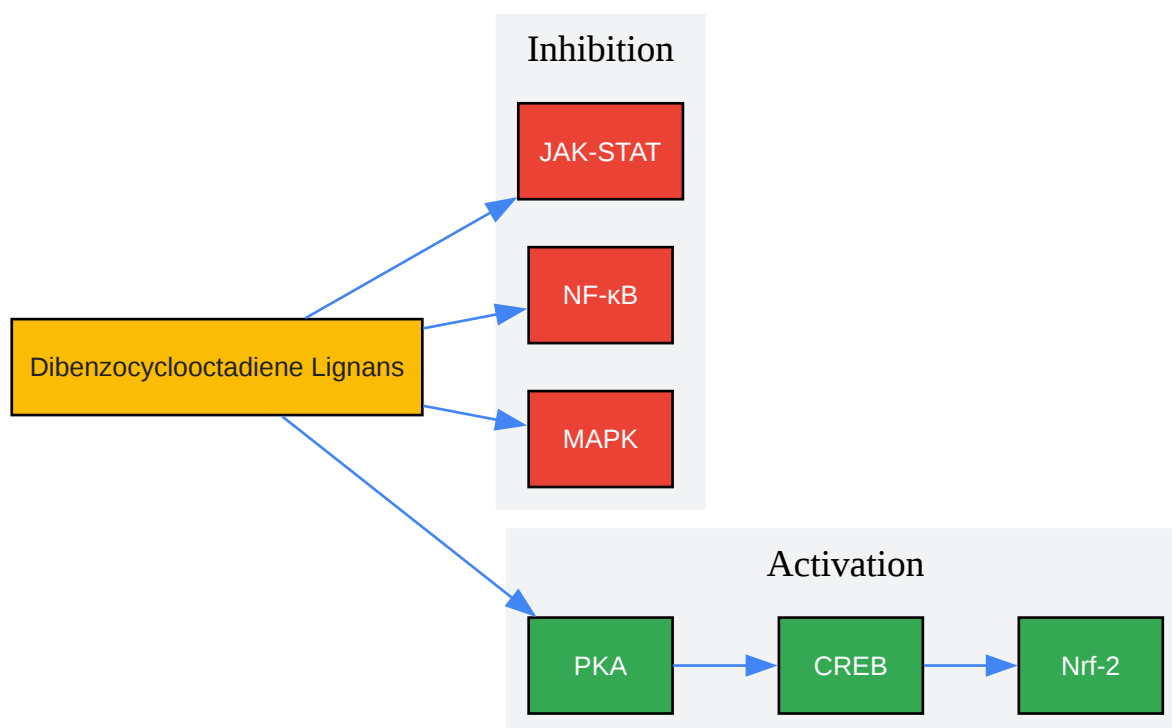 Inhibition
JAK-STAT
NF-κB
Dibenzocyclooctadiene Lignans
MAPK
Activation
PKA
CREB
Nrf-2